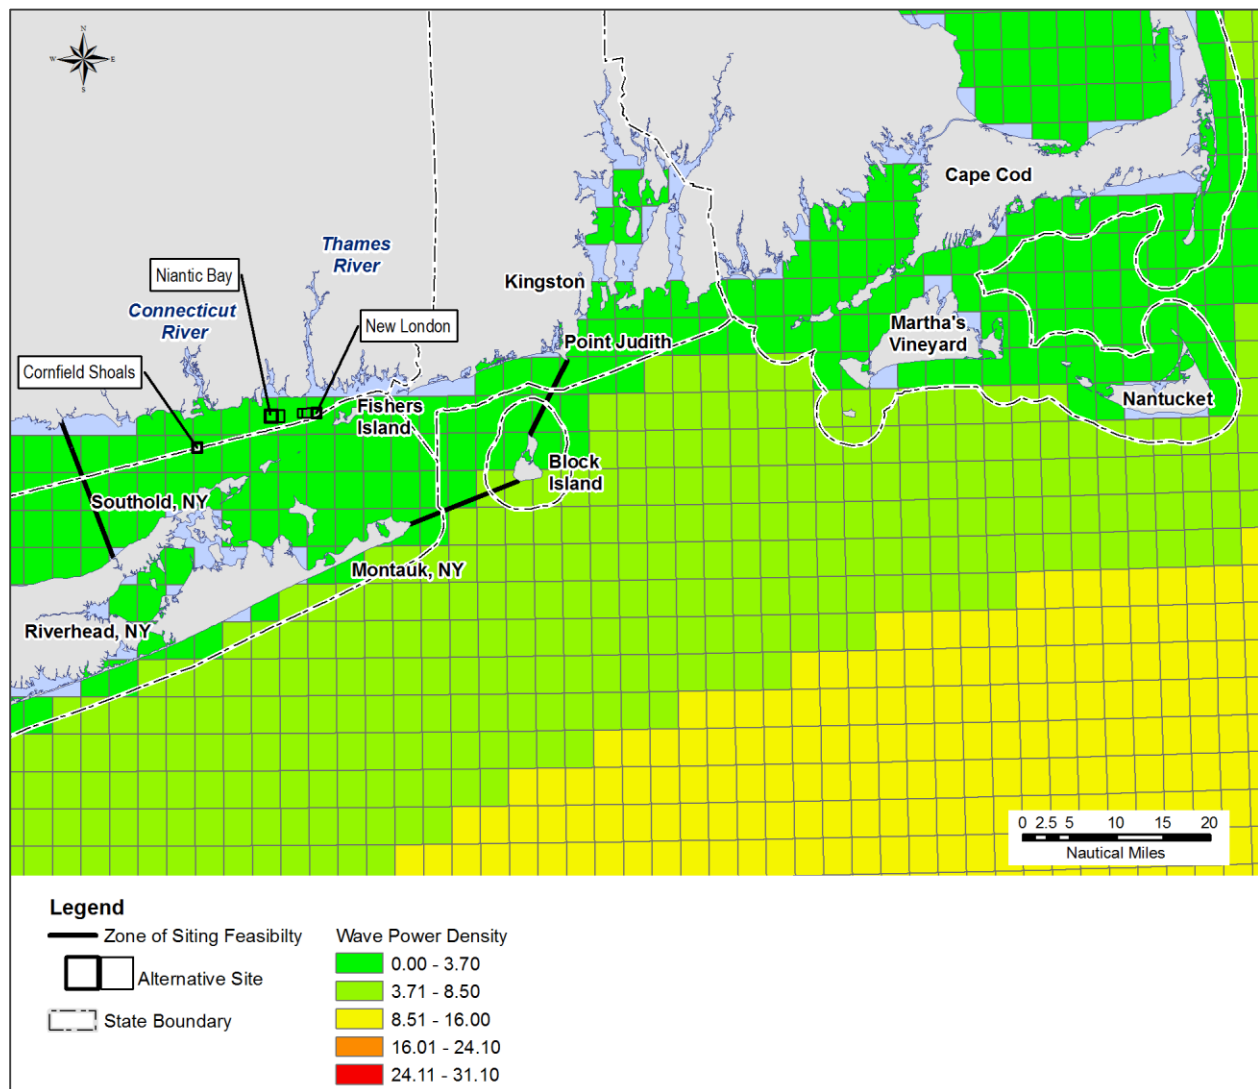 N
W E
S
Cape Cod
Thames
River
Niantic Bay
Kingston
Connecticut
River
New London
Martha's
Vineyard
Point Judith
Cornfield Shoals
Nantucket
Fishers
Island
Block
Island
Southold, NY
Montauk, NY
Riverhead, NY
0 2.5 5 10 15 20
Nautical Miles
Legend
Zone of Siting Feasibilty
Alternative Site
State Boundary
Wave Power Density
0.00 - 3.70
3.71 - 8.50
8.51 - 16.00
16.01 - 24.10
24.11 - 31.10